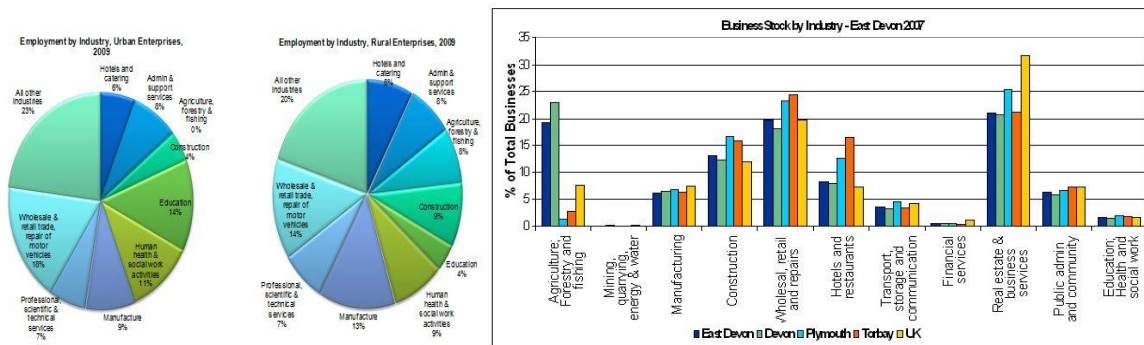 Employment by Industry, Urban Enterprises,
2009
Hotels and
catering
6%
Admin &
support
services
8%
Agriculture,
forestry &
fishing
0%
Construction
4%
Education
14%
Human
health &
social work
activities
11%
Manufacture
9%
Professional,
scientific &
technical
services
7%
Wholesale &
retail trade,
repair of
motor
vehicles
18%
All other
industries
23%
Employment by Industry, Rural Enterprises, 2009
Hotels and
catering
6%
Admin &
support
services
8%
Agriculture,
forestry &
fishing
8%
Construction
9%
Education
4%
Human
health &
social work
activities
9%
Manufacture
13%
Professional,
scientific &
technical
services
7%
Wholesale &
retail trade,
repair of
motor
vehicles
14%
All other
industries
20%
Business Stock by Industry - East Devon 2007
% of Total Businesses
35
30
25
20
15
10
5
0
Agriculture,
Forestry and
fishing
Mining,
quarrying,
energy & water
Manufacturing
Construction
Wholesal, retail
and repairs
Hotels and
restaurants
Transport,
storage and
communication
Financial
services
Real estate &
business
services
Public admin
and community
Education;
Health and
social work
East Devon Devon Plymouth Torbay UK